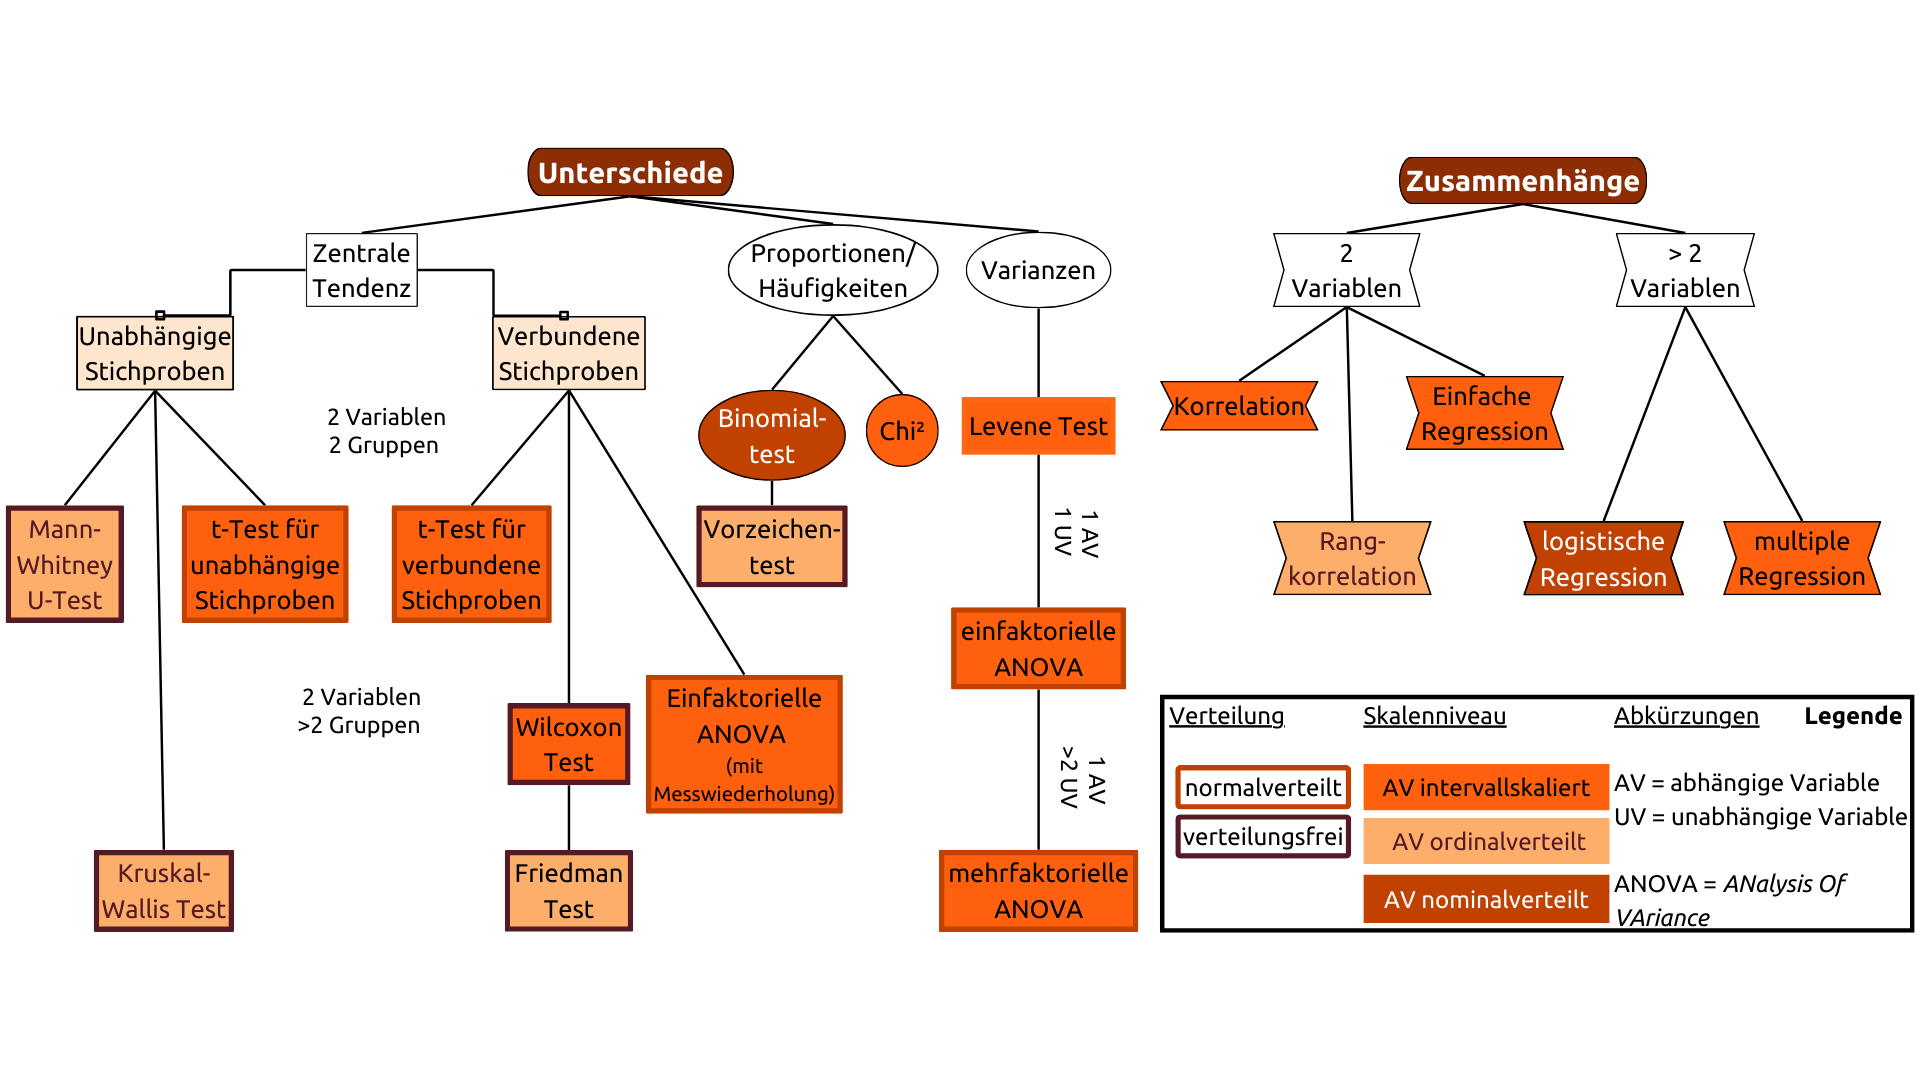 Unterschiede
Zentrale
Tendenz
Proportionen/
Häufigkeiten
Varianzen
Unabhängige
Stichproben
Verbundene
Stichproben
2 Variablen
2 Gruppen
Binomial-
test
Chi²
Levene Test
Mann-
Whitney
U-Test
t-Test für
unabhängige
Stichproben
t-Test für
verbundene
Stichproben
Vorzeichen-
test
1 AV
1 UV
einfaktorielle
ANOVA
2 Variablen
>2 Gruppen
Wilcoxon
Test
Einfaktorielle
ANOVA
(mit
Messwiederholung)
1 AV
>2 UV
Kruskal-
Wallis Test
Friedman
Test
mehrfaktorielle
ANOVA
Zusammenhänge
2
Variablen
> 2
Variablen
Korrelation
Einfache
Regression
Rang-
korrelation
logistische
Regression
multiple
Regression
Legende
Verteilung
normalverteilt
verteilungsfrei
Skalenniveau
AV intervallskaliert
AV ordinalverteilt
AV nominalverteilt
Abkürzungen
AV = abhängige Variable
UV = unabhängige Variable
ANOVA = ANalysis Of
VAriance